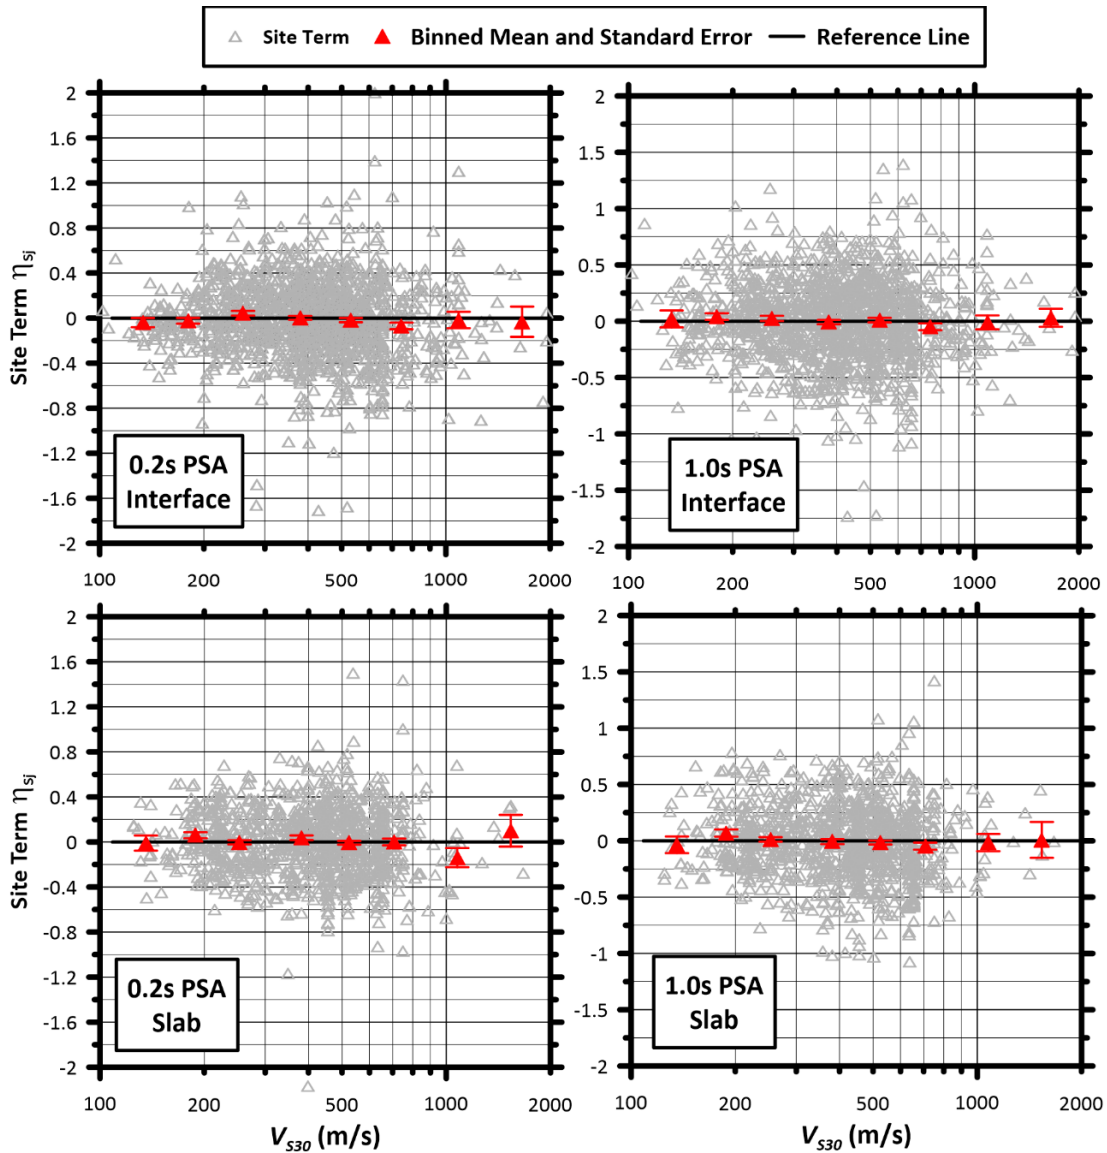 Site Term Binned Mean and Standard Error Reference Line
2
1.6
1.2
0.8
0.4
0
-0.4
-0.8
-1.2
-1.6
-2
Site Term ηsj
0.2s PSA
Interface
100 200 500 1000 2000
2
1.5
1
0.5
0
-0.5
-1
-1.5
-2
1.0s PSA
Interface
100 200 500 1000 2000
2
1.6
1.2
0.8
0.4
0
-0.4
-0.8
-1.2
-1.6
-2
Site Term ηsj
0.2s PSA
Slab
100 200 500 1000 2000
VS30 (m/s)
2
1.5
1
0.5
0
-0.5
-1
-1.5
-2
1.0s PSA
Slab
100 200 500 1000 2000
VS30 (m/s)